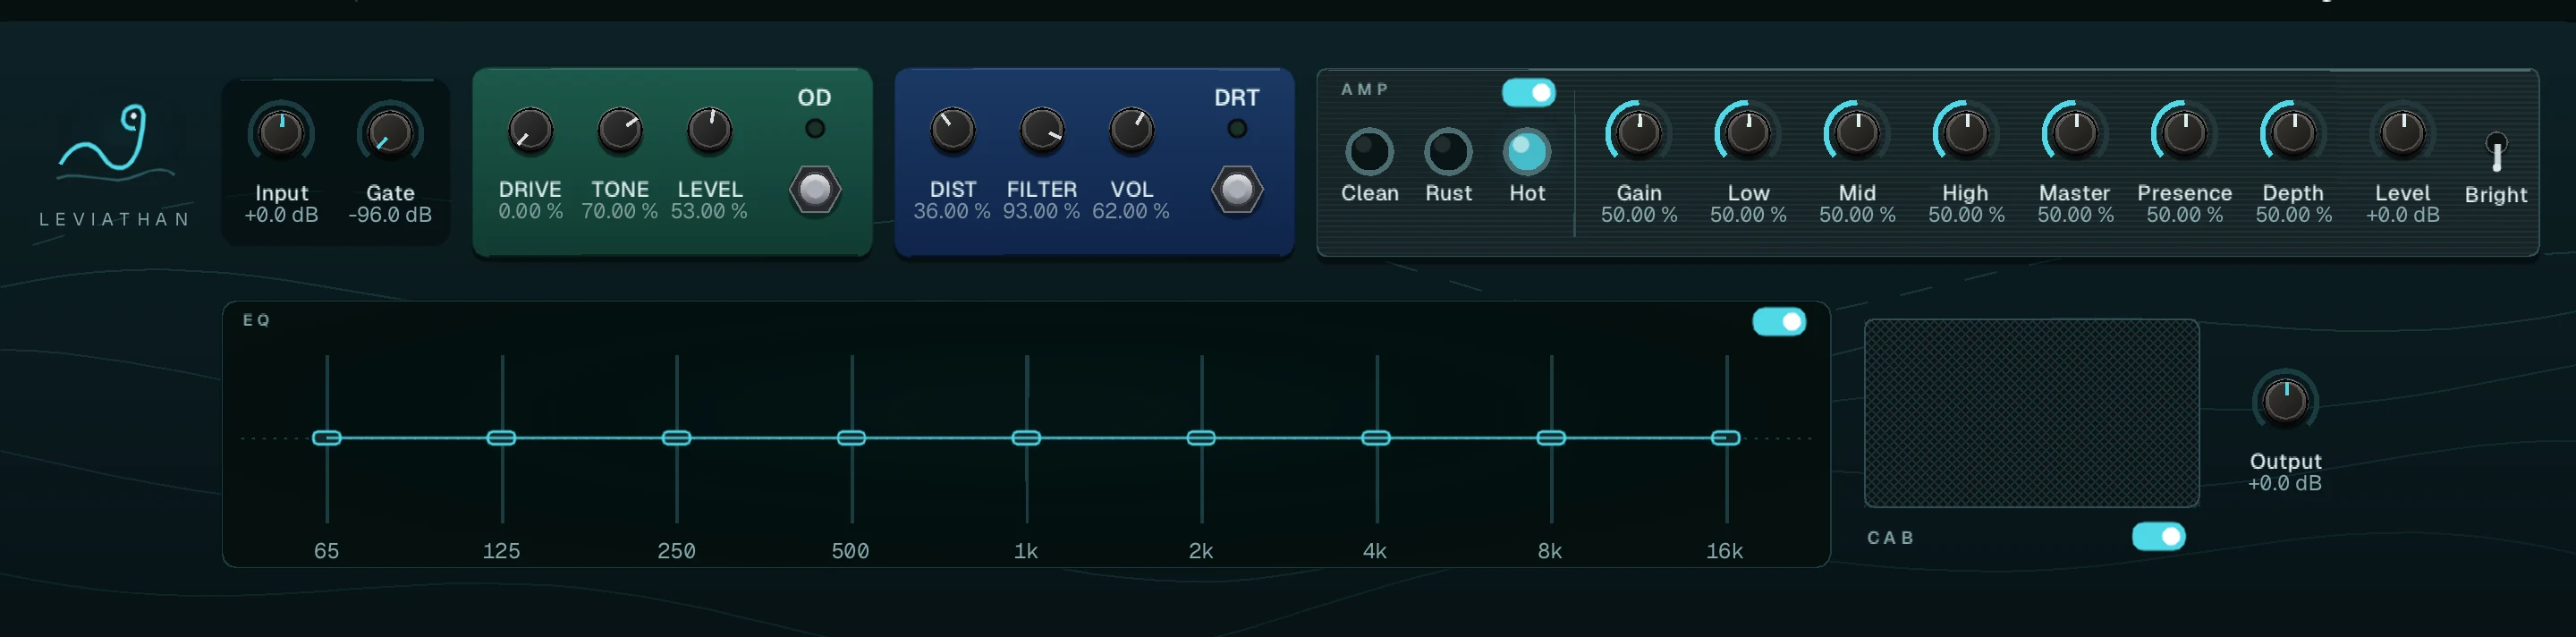 LEVIATHAN
Input
+0.0 dB
Gate
-96.0 dB
OD
DRIVE TONE LEVEL
0.00 % 70.00 % 53.00 %
DRT
DIST FILTER VOL
36.00 % 93.00 % 62.00 %
AMP
Clean Rust Hot
Gain Low Mid High Master Presence Depth Level Bright
50.00 % 50.00 % 50.00 % 50.00 % 50.00 % 50.00 % 50.00 % +0.0 dB
EQ
65 125 250 500 1k 2k 4k 8k 16k
CAB
Output
+0.0 dB